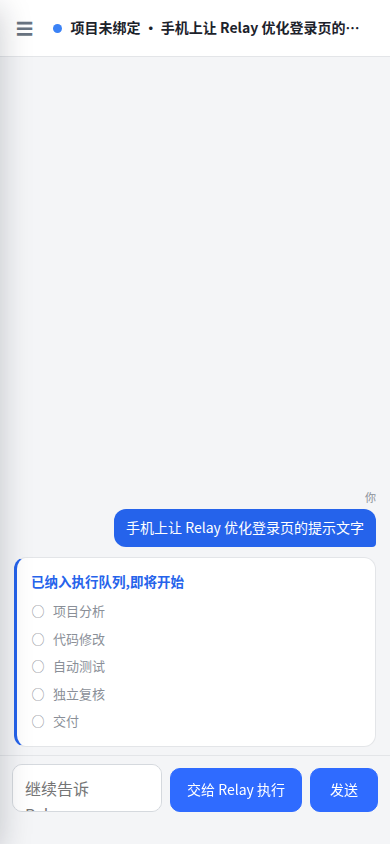 项目未绑定 · 手机上让 Relay 优化登录页的…
你
手机上让 Relay 优化登录页的提示文字
已纳入执行队列,即将开始
项目分析
代码修改
自动测试
独立复核
交付
继续告诉
交给 Relay 执行
发送